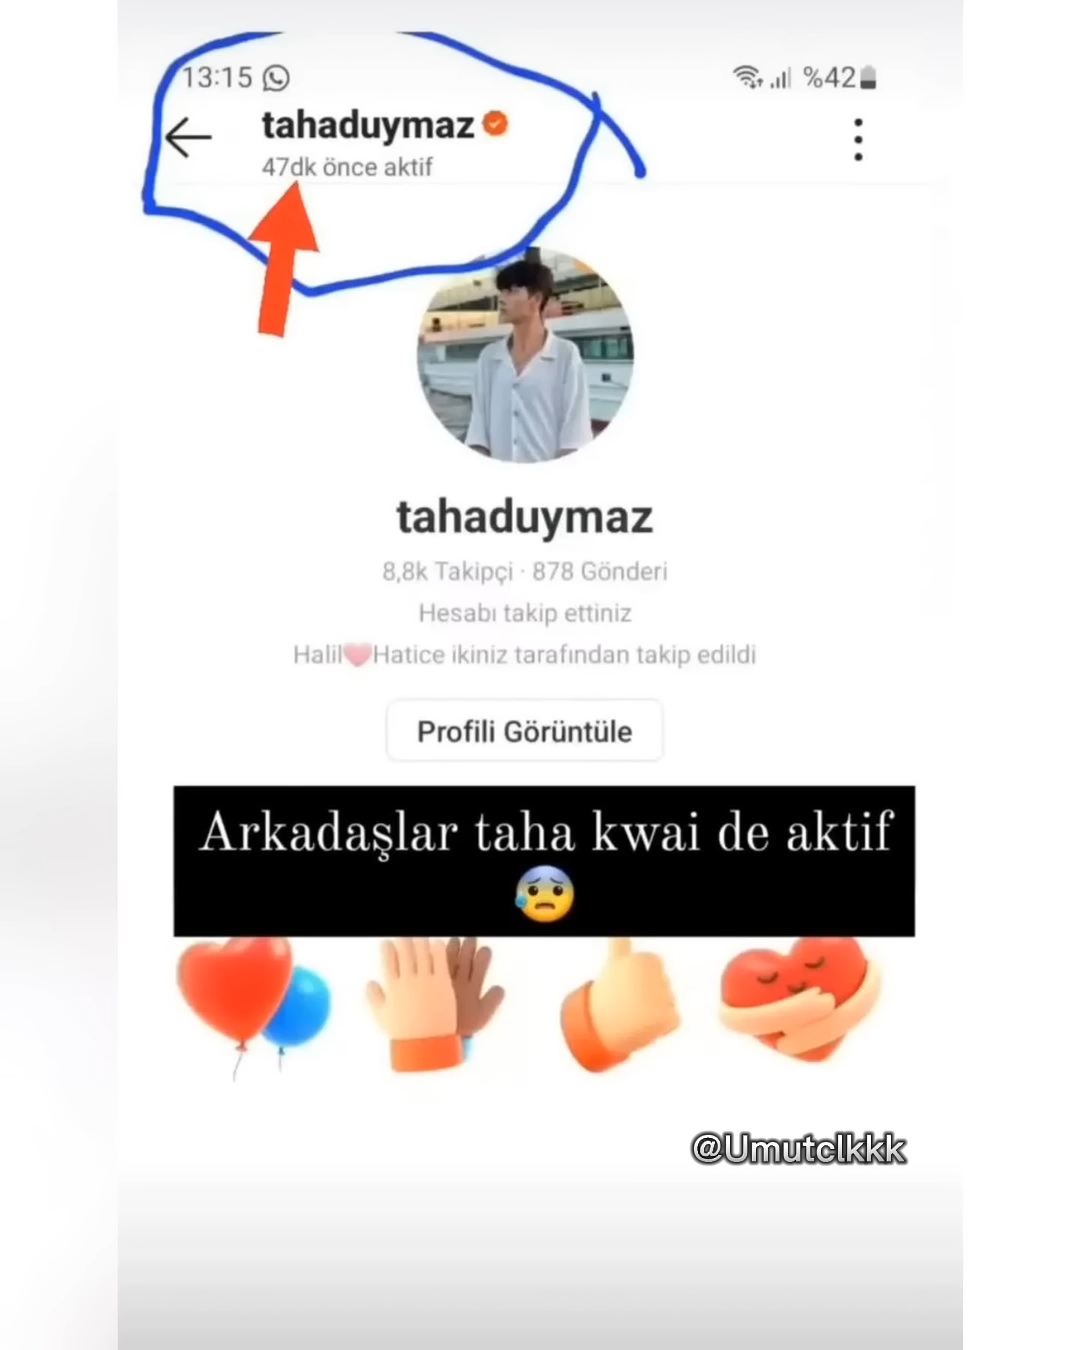 13:15 %42
tahaduymaz
47dk önce aktif
tahaduymaz
8,8k Takipçi · 878 Gönderi
Hesabı takip ettiniz
Halil❤Hatice ikiniz tarafından takip edildi
Profili Görüntüle
Arkadaşlar taha kwai de aktif
😰
@Umutclkkk